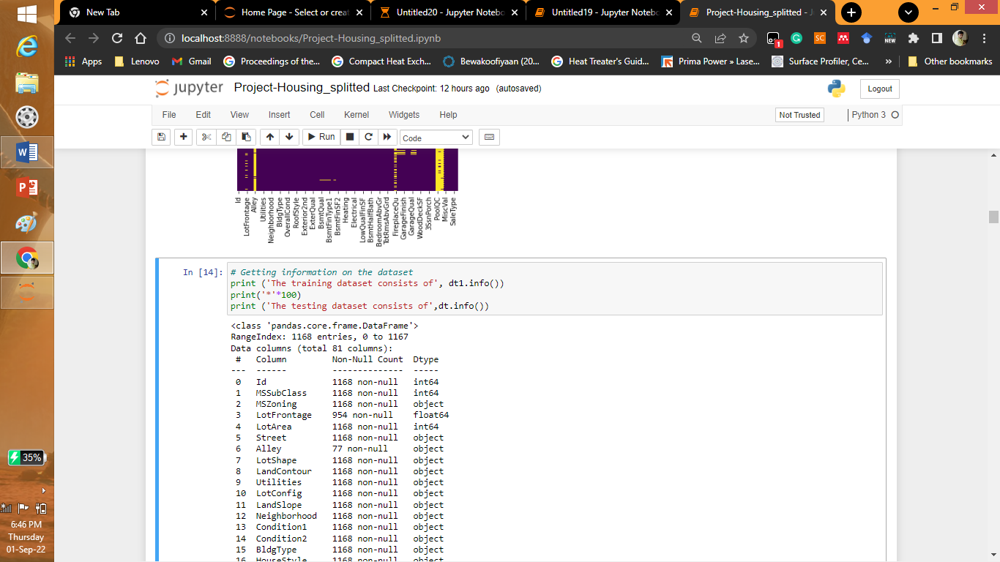 New Tab
Home Page - Select or creat
Untitled20 - Jupyter Notebo
Untitled19 - Jupyter Notebo
Project-Housing_splitted - J
localhost:8888/notebooks/Project-Housing_splitted.ipynb
SC
NEW
1
Apps Lenovo Gmail Proceedings of the... Compact Heat Exch... Bewakoofiyaan (20... Heat Treater's Guid... Prima Power » Lase... Surface Profiler, Ce... » Other bookmarks
jupyter Project-Housing_splitted Last Checkpoint: 12 hours ago (autosaved) Logout
File Edit View Insert Cell Kernel Widgets Help Not Trusted Python 3
Run Code
Id
LotFrontage
Alley
Utilities
Neighborhood
BldgType
OverallCond
RoofStyle
Exterior2nd
ExterQual
BsmtQual
BsmtFinType1
BsmtFinSF2
Heating
Electrical
LowQualFinSF
BsmtHalfBath
BedroomAbvGr
TotRmsAbvGrd
FireplaceQu
GarageFinish
GarageQual
WoodDeckSF
3SsnPorch
PoolQC
MiscVal
SaleType
In [14]: # Getting information on the dataset
print ('The training dataset consists of', dt1.info())
print('*'*100)
print ('The testing dataset consists of',dt.info())
<class 'pandas.core.frame.DataFrame'>
RangeIndex: 1168 entries, 0 to 1167
Data columns (total 81 columns):
# Column Non-Null Count Dtype
--- ------ -------------- -----
0 Id 1168 non-null int64
1 MSSubClass 1168 non-null int64
2 MSZoning 1168 non-null object
3 LotFrontage 954 non-null float64
4 LotArea 1168 non-null int64
5 Street 1168 non-null object
6 Alley 77 non-null object
7 LotShape 1168 non-null object
8 LandContour 1168 non-null object
9 Utilities 1168 non-null object
10 LotConfig 1168 non-null object
11 LandSlope 1168 non-null object
12 Neighborhood 1168 non-null object
13 Condition1 1168 non-null object
14 Condition2 1168 non-null object
15 BldgType 1168 non-null object
16 HouseStyle 1168 non-null object
35%
6:46 PM
Thursday
01-Sep-22